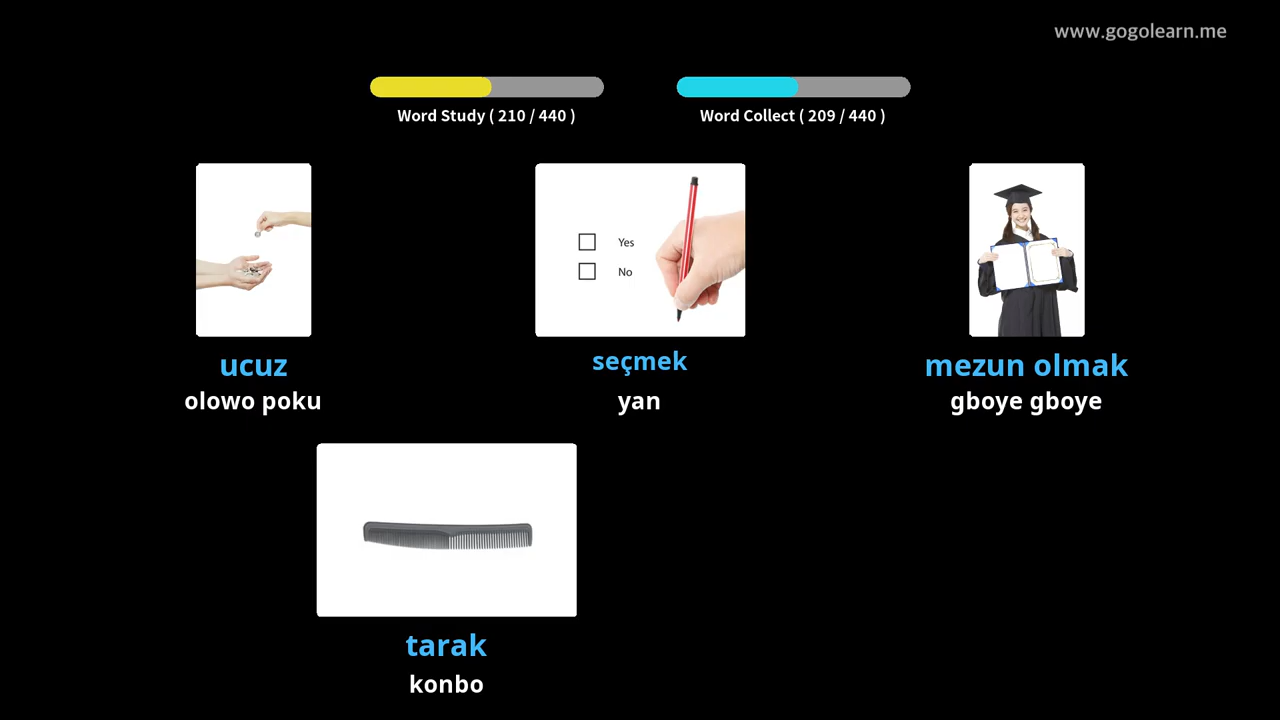 www.gogolearn.me
Word Study ( 210 / 440 )
Word Collect ( 209 / 440 )
Yes
No
ucuz
olowo poku
seçmek
yan
mezun olmak
gboye gboye
tarak
konbo